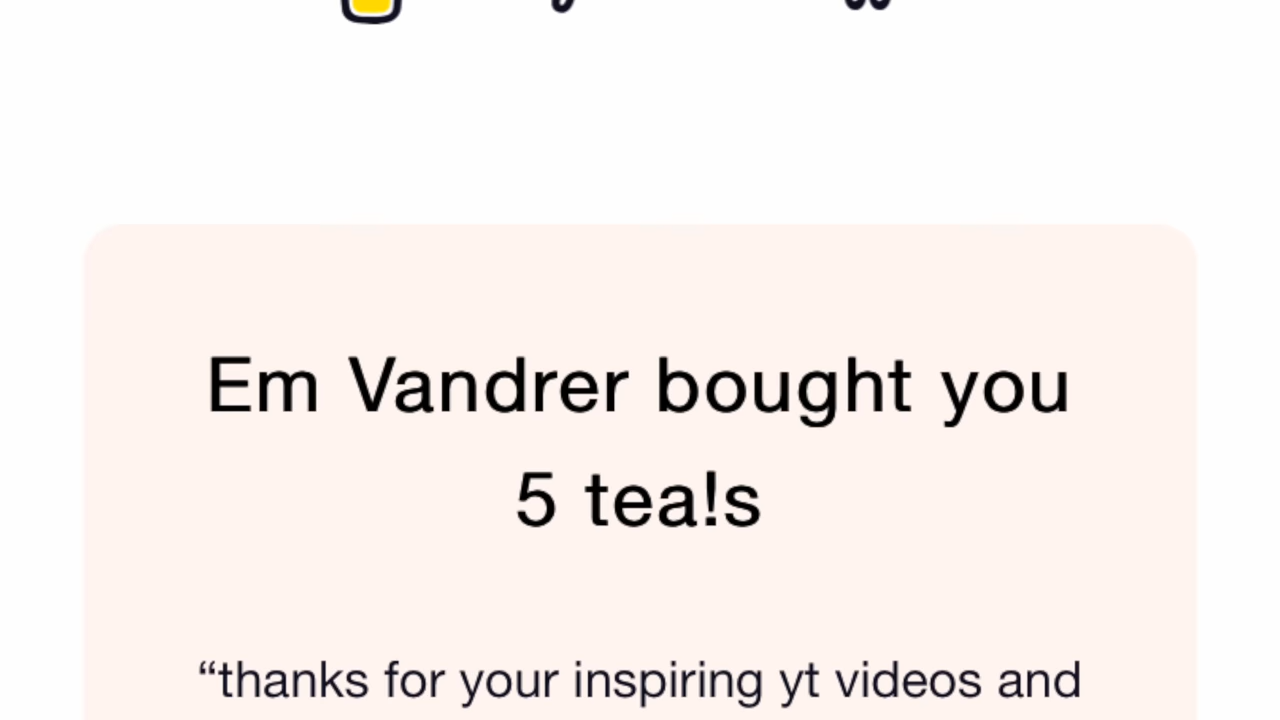 Em Vandrer bought you
5 tea!s
“thanks for your inspiring yt videos and